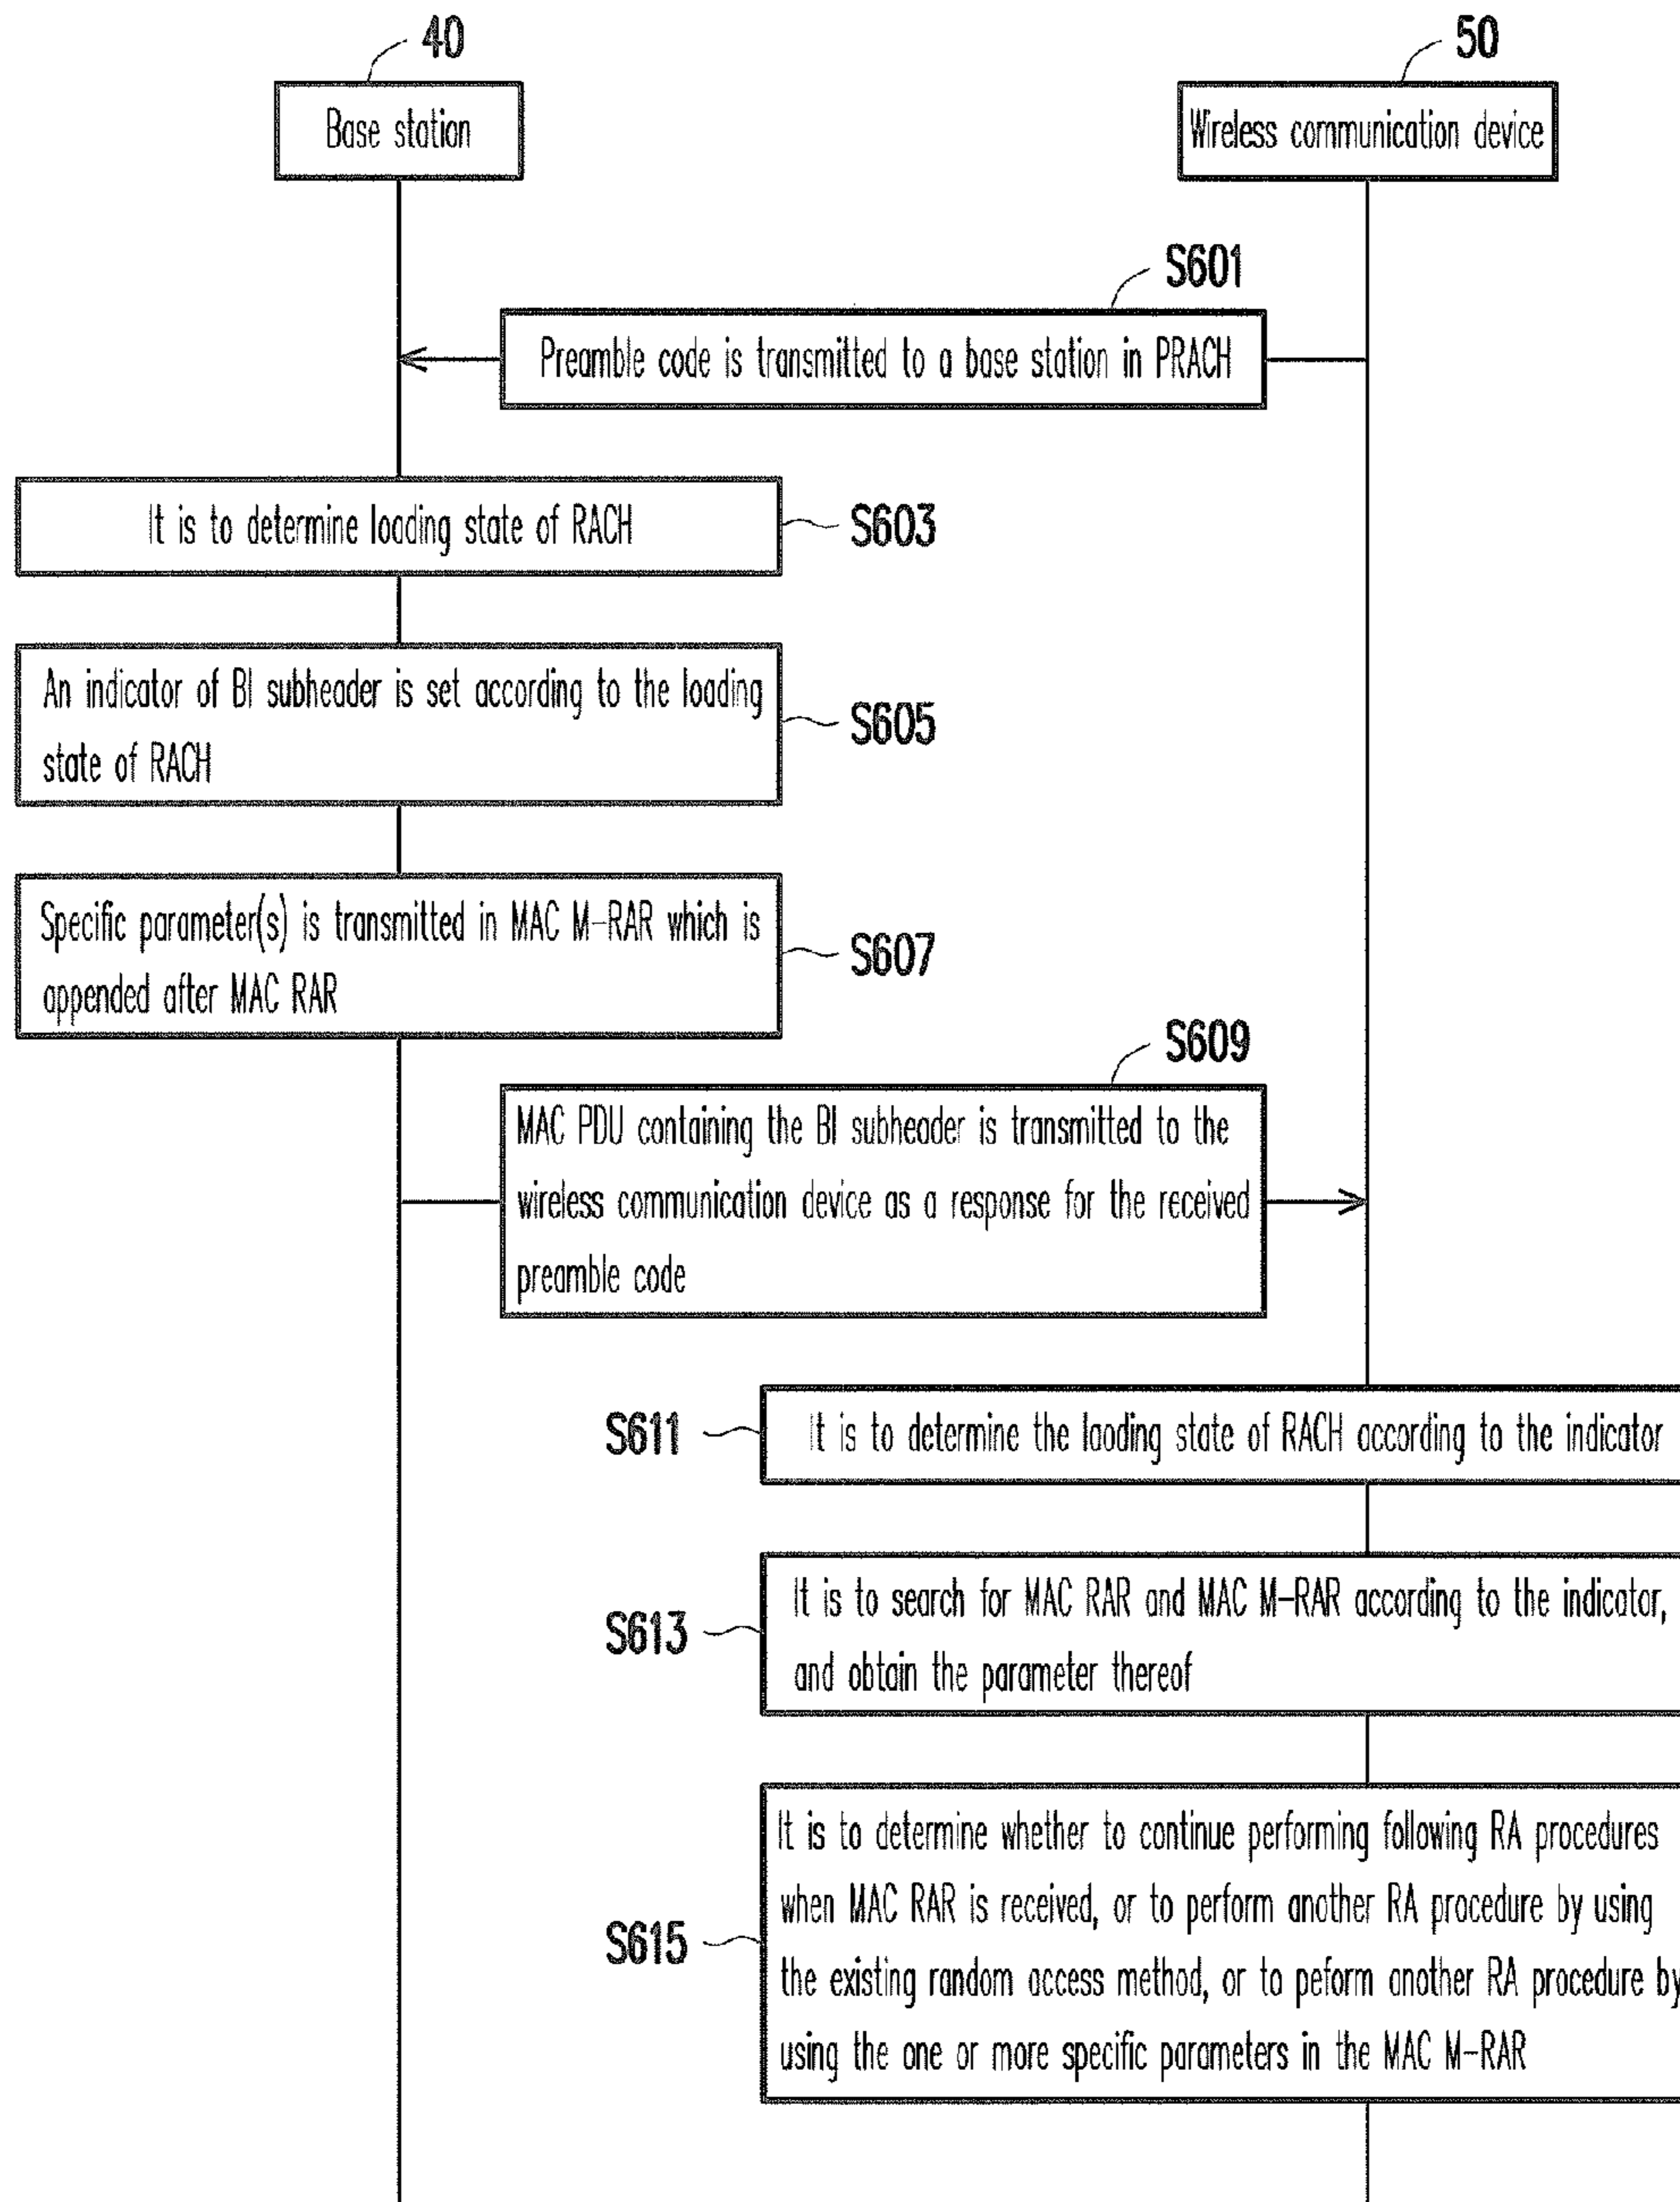 40
50
Base station
Wireless communication device
S601
Preamble code is transmitted to a base station in PRACH
It is to determine loading state of RACH
S603
An indicator of BI subheader is set according to the loading
state of RACH
S605
Specific parameter(s) is transmitted in MAC M-RAR which is
appended after MAC RAR
S607
S609
MAC PDU containing the BI subheader is transmitted to the
wireless communication device as a response for the received
preamble code
S611
It is to determine the laoding state of RACH according to the indicator
S613
It is to search for MAC RAR and MAC M-RAR according to the indicator,
and obtain the parameter thereof
S615
It is to determine whether to continue performing following RA procedures
when MAC RAR is received, or to perform another RA procedure by using
the existing random access method, or to peform another RA procedure by
using the one or more specific parameters in the MAC M-RAR